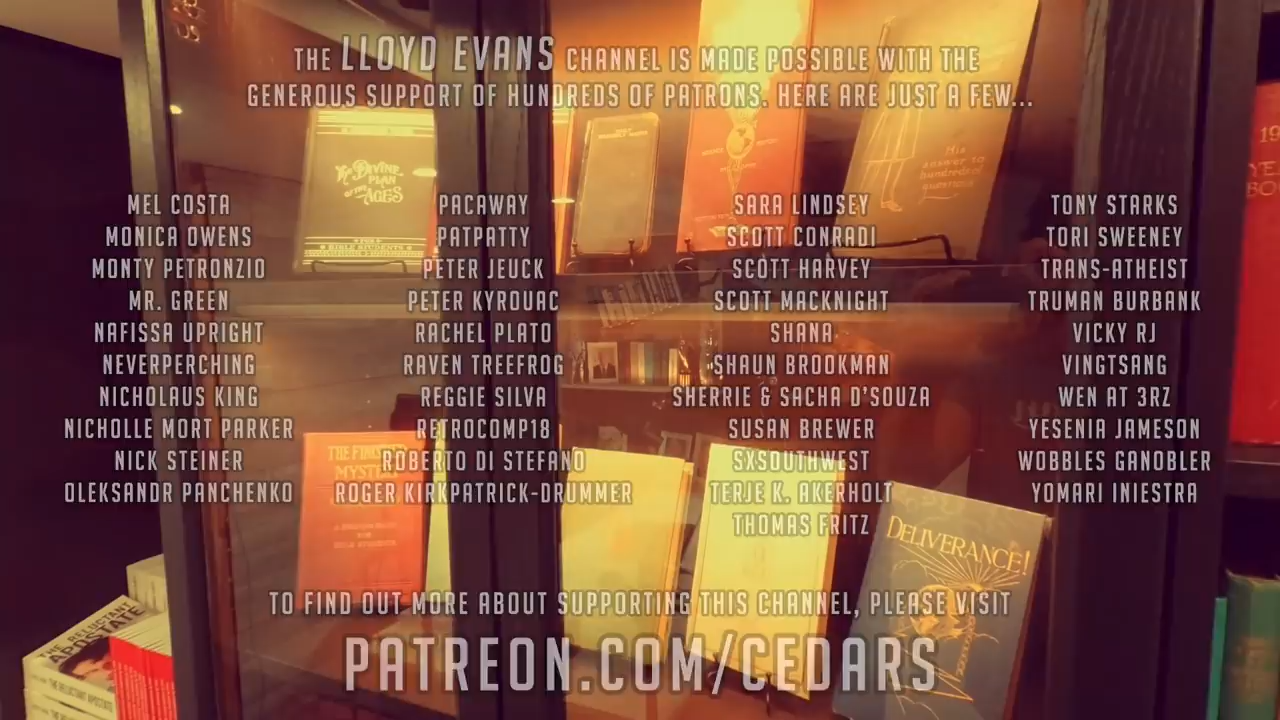 THE LLOYD EVANS CHANNEL IS MADE POSSIBLE WITH THE
GENEROUS SUPPORT OF HUNDREDS OF PATRONS. HERE ARE JUST A FEW...
MEL COSTA
MONICA OWENS
MONTY PETRONZIO
MR. GREEN
NAFISSA UPRIGHT
NEVERPERCHING
NICHOLAUS KING
NICHOLLE MORT PARKER
NICK STEINER
OLEKSANDR PANCHENKO
PACAWAY
PATPATTY
PETER JEUCK
PETER KYROUAC
RACHEL PLATO
RAVEN TREEFROG
REGGIE SILVA
RETROCOMP18
ROBERTO DI STEFANO
ROGER KIRKPATRICK-DRUMMER
SARA LINDSEY
SCOTT CONRADI
SCOTT HARVEY
SCOTT MACKNIGHT
SHANA
SHAUN BROOKMAN
SHERRIE & SACHA D'SOUZA
SUSAN BREWER
SXSOUTHWEST
TERJE K. AKERHOLT
THOMAS FRITZ
TONY STARKS
TORI SWEENEY
TRANS-ATHEIST
TRUMAN BURBANK
VICKY RJ
VINGTSANG
WEN AT 3RZ
YESENIA JAMESON
WOBBLES GANOBLER
YOMARI INIESTRA
TO FIND OUT MORE ABOUT SUPPORTING THIS CHANNEL, PLEASE VISIT
PATREON.COM/CEDARS
The Divine
PLAN
OF THE AGES
FOR
BIBLE STUDENTS
His
answer to
hundreds of
questions
THE FINISHED
MYSTERY
DELIVERANCE!
THE RELUCTANT
APOSTATE
THE RELUCTANT APOSTATE